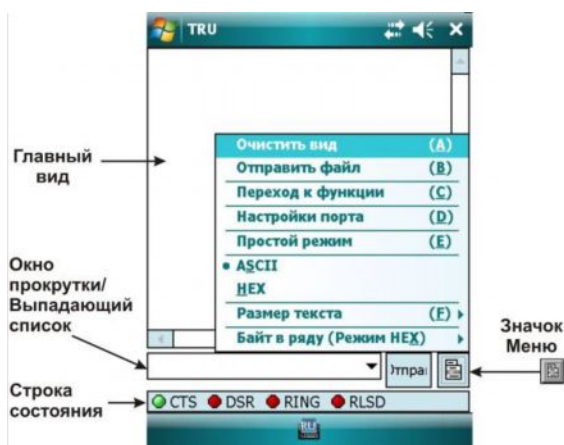 TRU
Главный
вид
Очистить вид (A)
Отправить файл (B)
Переход к функции (C)
Настройки порта (D)
Простой режим (E)
ASCII
HEX
Размер текста (F)
Байт в ряду (Режим HEX)
Окно
прокрутки/
Выпадающий
список
Значок
Меню
Строка
состояния
CTS DSR RING RLSD